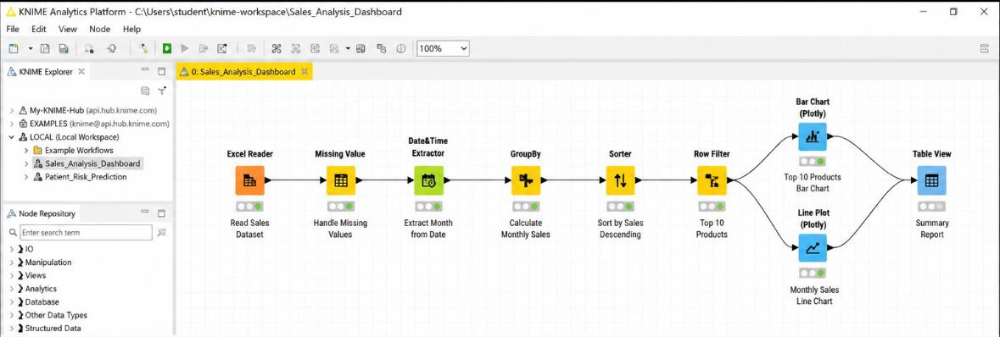 KNIME Analytics Platform - C:\Users\student\knime-workspace\Sales_Analysis_Dashboard
File Edit View Node Help
100%
KNIME Explorer
My-KNIME-Hub (api.hub.knime.com)
EXAMPLES (knime@api.hub.knime.com)
LOCAL (Local Workspace)
Example Workflows
Sales_Analysis_Dashboard
Patient_Risk_Prediction
Node Repository
Enter search term
IO
Manipulation
Views
Analytics
Database
Other Data Types
Structured Data
0: Sales_Analysis_Dashboard
Excel Reader
Read Sales
Dataset
Missing Value
Handle Missing
Values
Date&Time
Extractor
Extract Month
from Date
GroupBy
Calculate
Monthly Sales
Sorter
Sort by Sales
Descending
Row Filter
Top 10
Products
Bar Chart
(Plotly)
Top 10 Products
Bar Chart
Line Plot
(Plotly)
Monthly Sales
Line Chart
Table View
Summary
Report